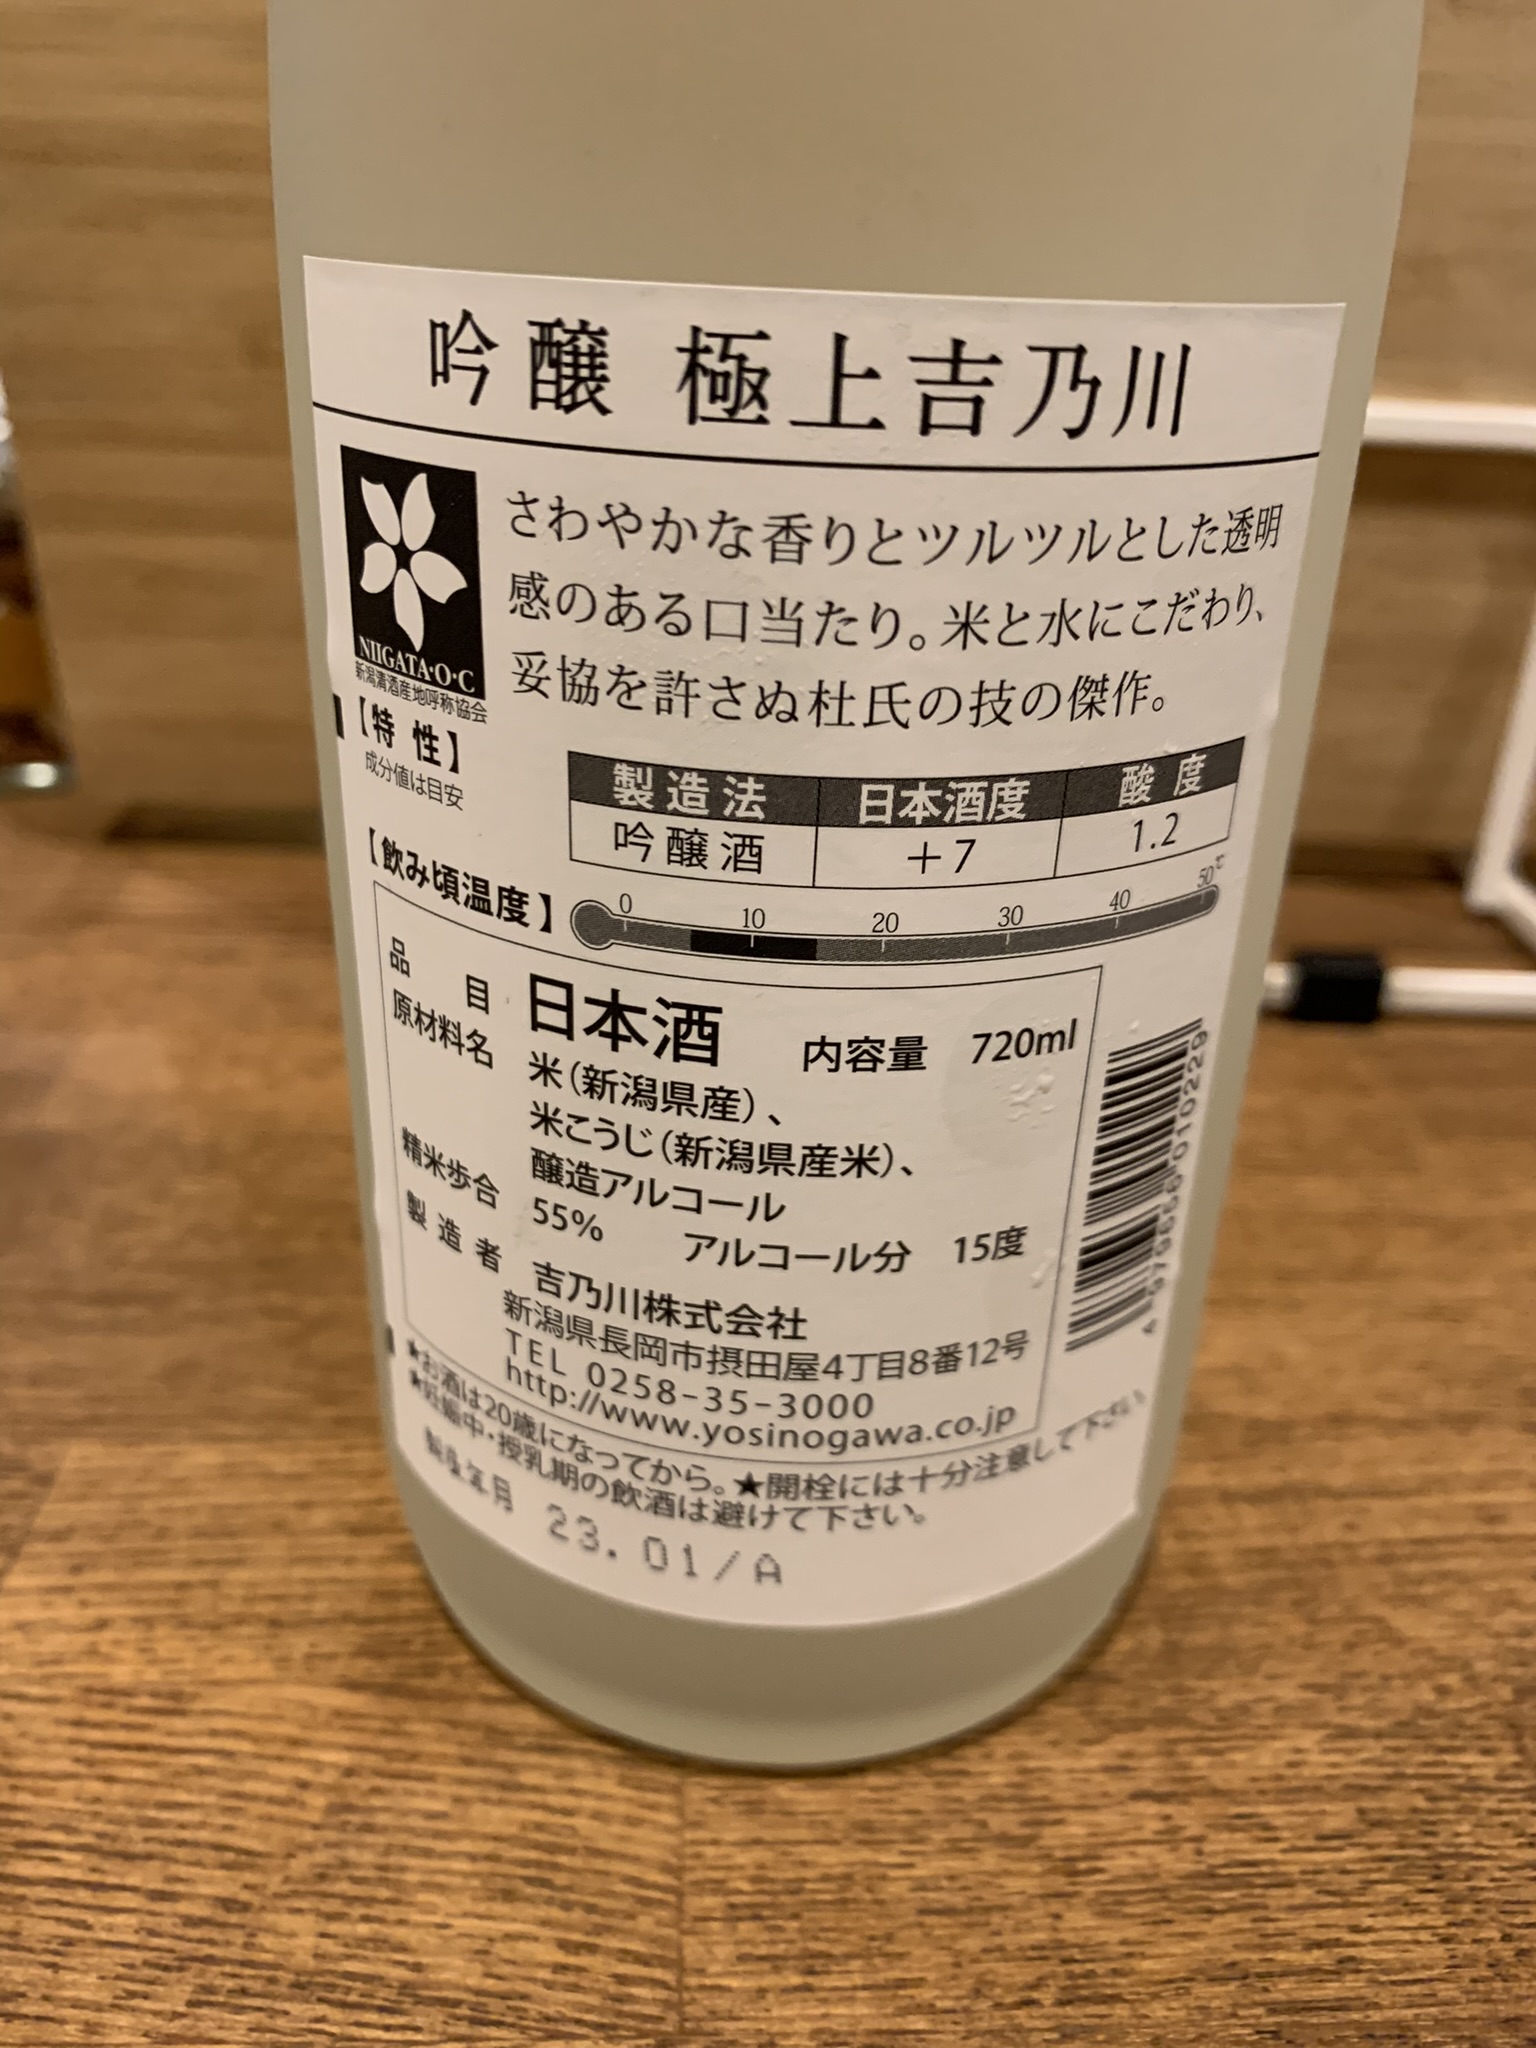 吟醸 極上吉乃川
さわやかな香りとツルツルとした透明
感のある口当たり。米と水にこだわり、
妥協を許さぬ杜氏の技の傑作。
NIIGATA・O・C
新潟清酒産地呼称協会
【特 性】
成分値は目安
製造法 日本酒度 酸度
吟醸酒 +7 1.2
【飲み頃温度】
0 10 20 30 40 50℃
品 目 日本酒 内容量 720ml
原材料名 米(新潟県産)、
米こうじ(新潟県産米)、
醸造アルコール
精米歩合 55% アルコール分 15度
製造者 吉乃川株式会社
新潟県長岡市摂田屋4丁目8番12号
TEL 0258-35-3000
http://www.yosinogawa.co.jp
★お酒は20歳になってから。★開栓には十分注意して下さい
★妊娠中・授乳期の飲酒は避けて下さい。
製造年月 23.01/A